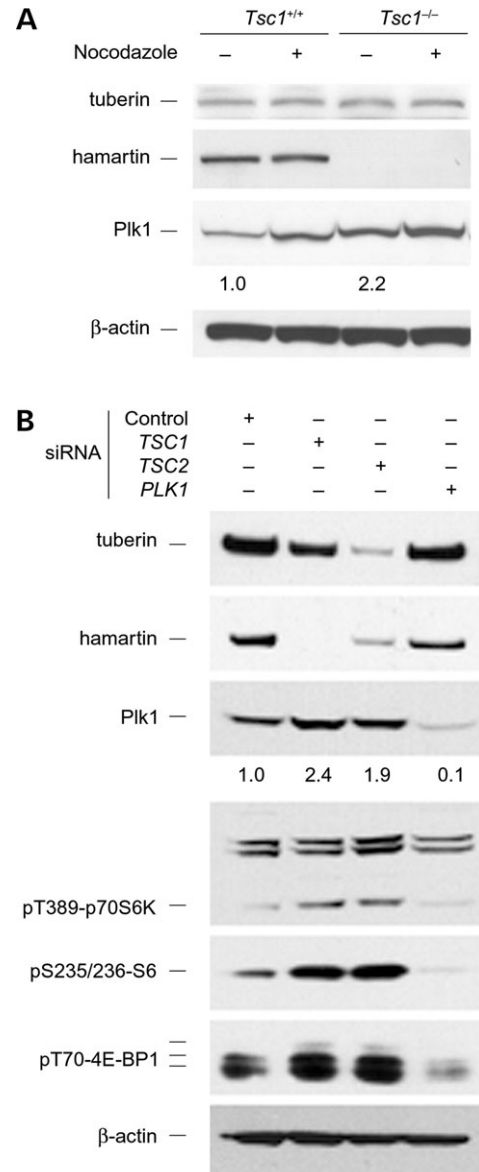 A
Tsc1+/+ Tsc1–/–
Nocodazole – + – +
tuberin
hamartin
Plk1
1.0 2.2
β-actin
B
siRNA
Control + – – –
TSC1 – + – –
TSC2 – – + –
PLK1 – – – +
tuberin
hamartin
Plk1
1.0 2.4 1.9 0.1
pT389-p70S6K
pS235/236-S6
pT70-4E-BP1
β-actin